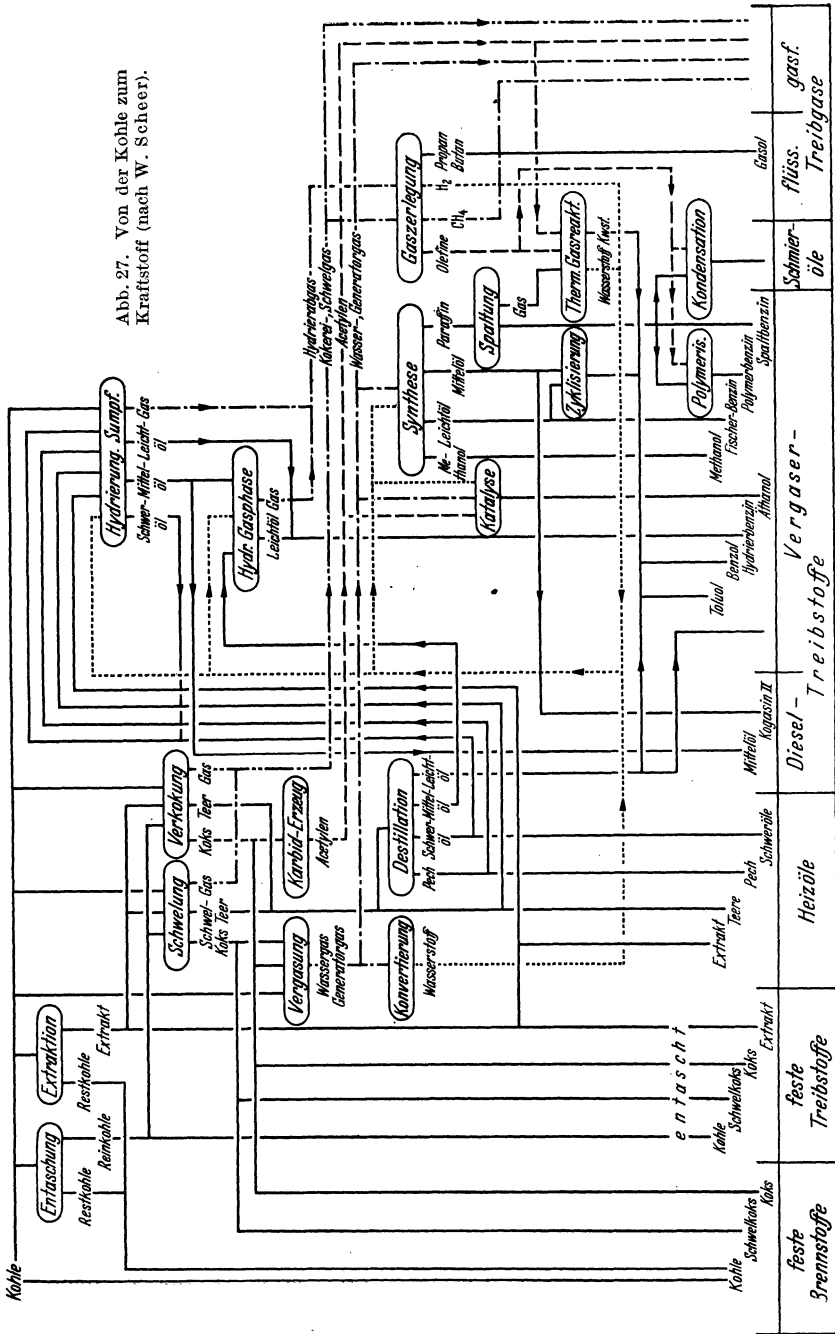 Abb. 27. Von der Kohle zum
Kraftstoff (nach W. Scheer).
Kohle
Entaschung
Restkohle
Reinkohle
Extraktion
Restkohle
Extrakt
Schwelung
Schwel-
Koks
Gas
Teer
Verkokung
Koks
Teer
Gas
Vergasung
Wassergas
Generatorgas
Karbid-Erzeug
Acetylen
Konvertierung
Wasserstoff
Destillation
Pech
Schwer-Mittel-Leicht-
öl
öl
öl
Hydrierung. Sumpf.
Schwer-Mittel-Leicht-Gas
öl
öl
öl
Hydr. Gasphase
Leichtöl
Gas
Hydrierabgas
Kokerei-, Schwelgas
Acetylen
Wasser-, Generatorgas
Synthese
Me-
thanol
Leichtöl
Mittelöl
Paraffin
Katalyse
Gaszerlegung
Olefine
CH4
H2
Propan
Butan
Spaltung
Gas
Zyklisierung
Therm. Gasreakt.
Wasserstoff
Kwst.
Polymeris.
Kondensation
entascht
Kohle
Schwelkoks
Koks
Kohle
Schwelkoks
Koks
Extrakt
Extrakt
Teere
Pech
Schweröle
Mittelöl
Kogasin II
Toluol
Benzol
Hydrierbenzin
Äthanol
Methanol
Fischer-Benzin
Polymerbenzin
Spaltbenzin
Gasol
feste
Brennstoffe
feste
Treibstoffe
Heizöle
Diesel-
Vergaser-
Treibstoffe
Schmier-
öle
flüss.
gasf.
Treibgase